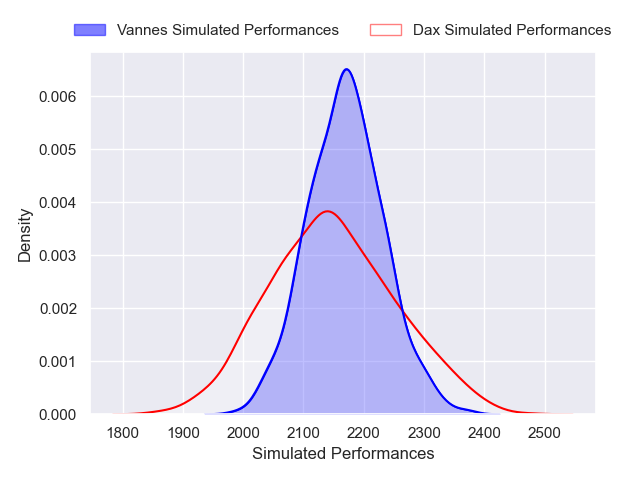 Vannes Simulated Performances
Dax Simulated Performances
Density
0.006
0.005
0.004
0.003
0.002
0.001
0.000
1800 1900 2000 2100 2200 2300 2400 2500
Simulated Performances